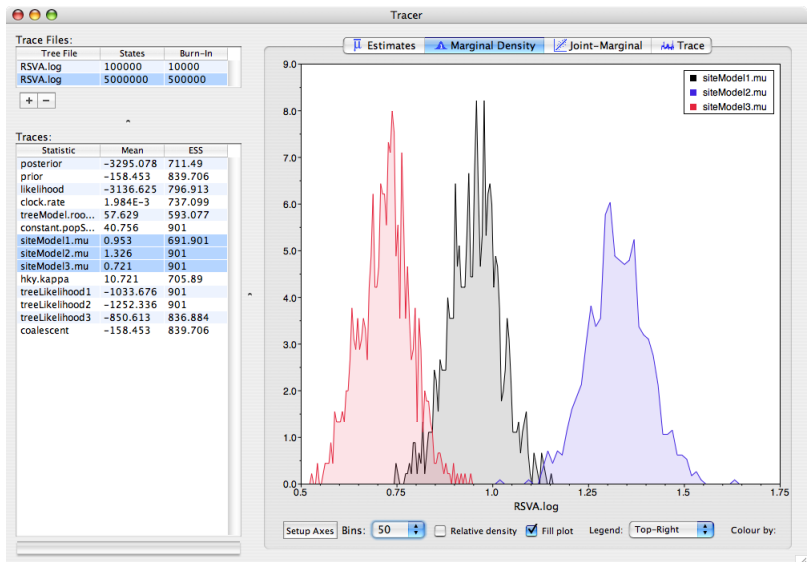 Tracer
Trace Files:
Tree File States Burn-In
RSVA.log 100000 10000
RSVA.log 5000000 500000
+ −
Traces:
Statistic Mean ESS
posterior -3295.078 711.49
prior -158.453 839.706
likelihood -3136.625 796.913
clock.rate 1.984E-3 737.099
treeModel.roo... 57.629 593.077
constant.popS... 40.756 901
siteModel1.mu 0.953 691.901
siteModel2.mu 1.326 901
siteModel3.mu 0.721 901
hky.kappa 10.721 705.89
treeLikelihood1 -1033.676 901
treeLikelihood2 -1252.336 901
treeLikelihood3 -850.613 836.884
coalescent -158.453 839.706
Estimates Marginal Density Joint-Marginal Trace
siteModel1.mu
siteModel2.mu
siteModel3.mu
9.0
8.0
7.0
6.0
5.0
4.0
3.0
2.0
1.0
0.0
0.5 0.75 1.0 1.25 1.5 1.75
RSVA.log
Setup Axes Bins: 50 Relative density Fill plot Legend: Top-Right Colour by: